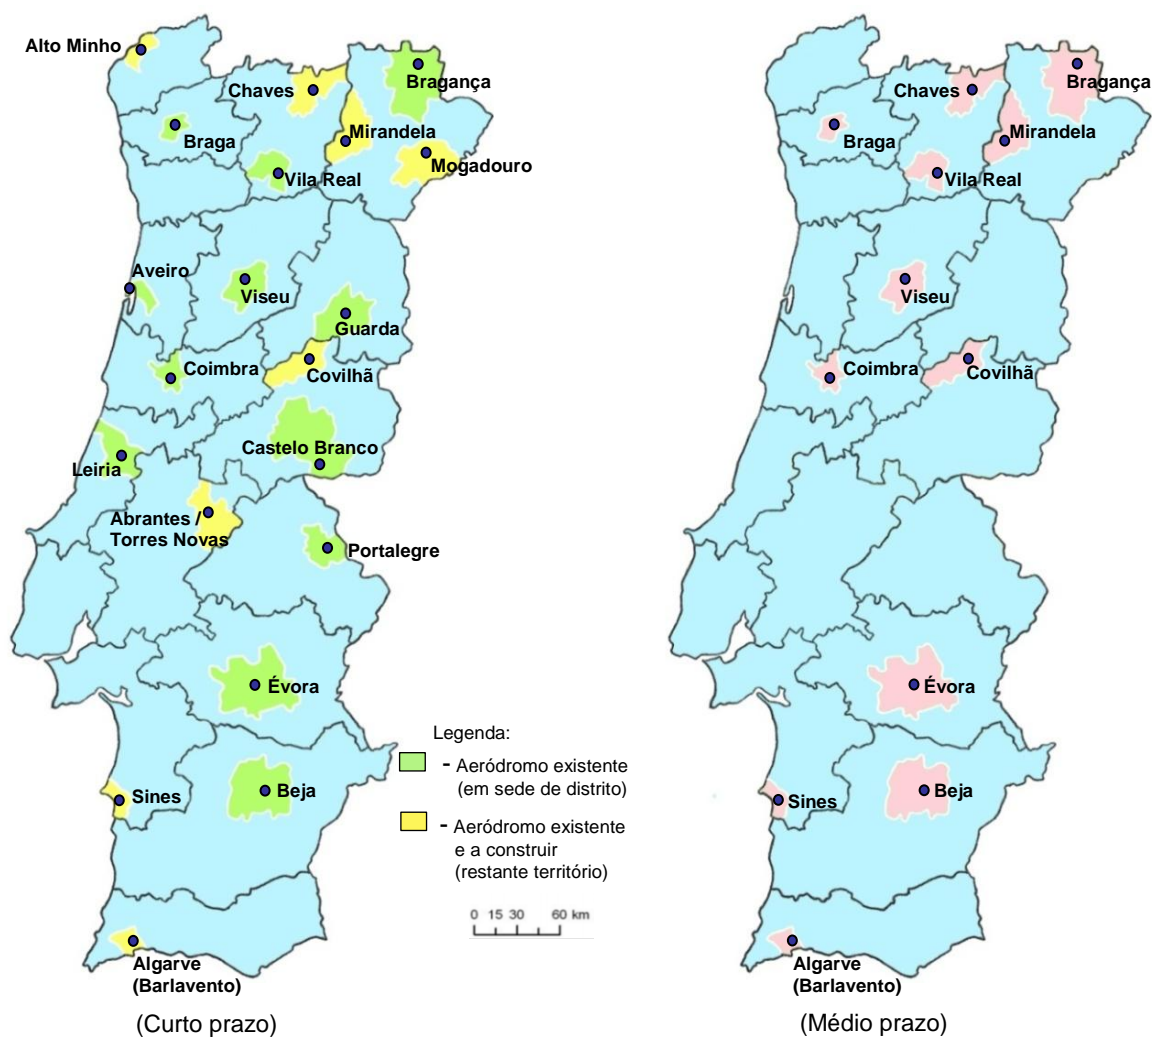 Alto Minho
Bragança
Chaves
Mirandela
Braga
Mogadouro
Vila Real
Aveiro
Viseu
Guarda
Coimbra
Covilhã
Castelo Branco
Leiria
Abrantes /
Torres Novas
Portalegre
Évora
Beja
Sines
Algarve
(Barlavento)
(Curto prazo)
Legenda:
- Aeródromo existente
(em sede de distrito)
- Aeródromo existente
e a construir
(restante território)
0 15 30 60 km
Bragança
Chaves
Mirandela
Braga
Vila Real
Viseu
Coimbra
Covilhã
Évora
Beja
Sines
Algarve
(Barlavento)
(Médio prazo)